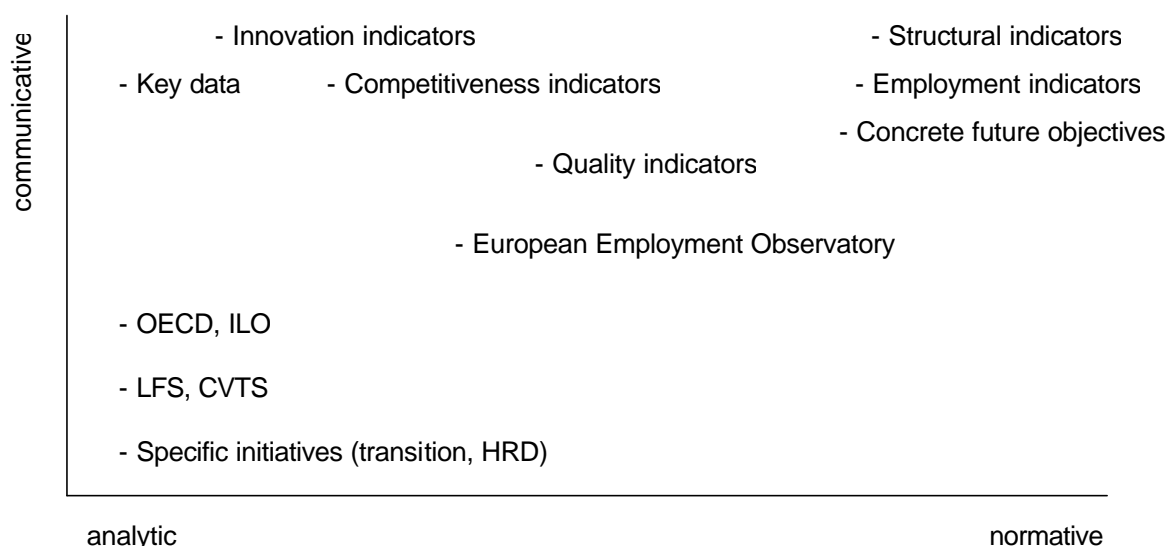 communicative
- Innovation indicators - Structural indicators
- Key data - Competitiveness indicators - Employment indicators
- Concrete future objectives
- Quality indicators
- European Employment Observatory
- OECD, ILO
- LFS, CVTS
- Specific initiatives (transition, HRD)
analytic normative